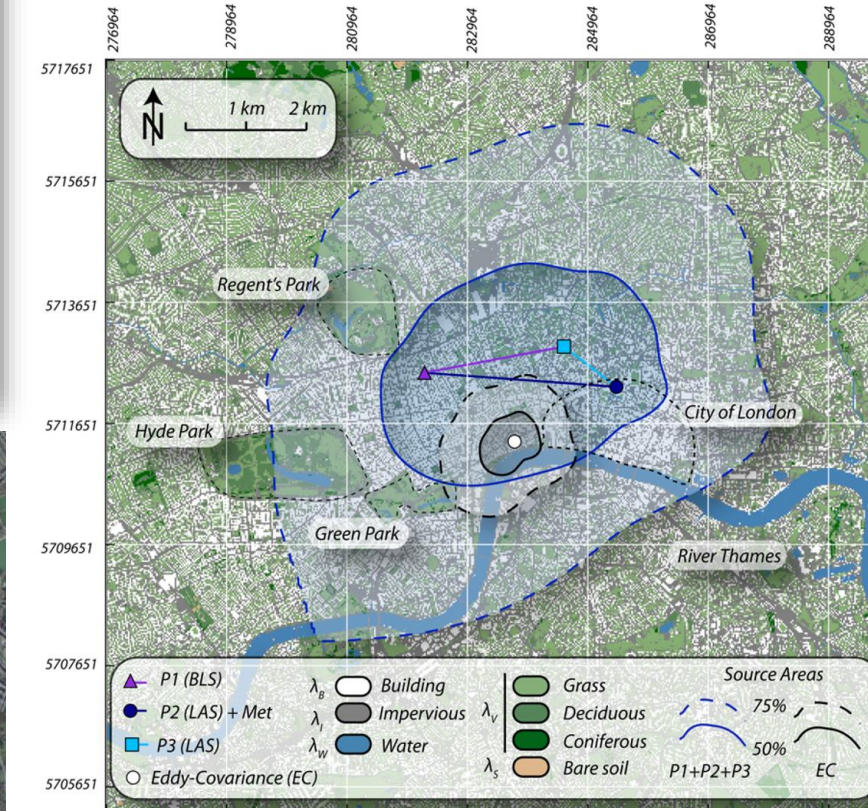 276964
278964
280964
282964
284964
286964
288964
5717651
5715651
5713651
5711651
5709651
5707651
5705651
N
1 km 2 km
Regent's Park
Hyde Park
City of London
Green Park
River Thames
P1 (BLS)
P2 (LAS) + Met
P3 (LAS)
Eddy-Covariance (EC)
λB Building
λI Impervious
λW Water
λV
Grass
Deciduous
Coniferous
λS Bare soil
Source Areas
75%
50%
P1+P2+P3 EC